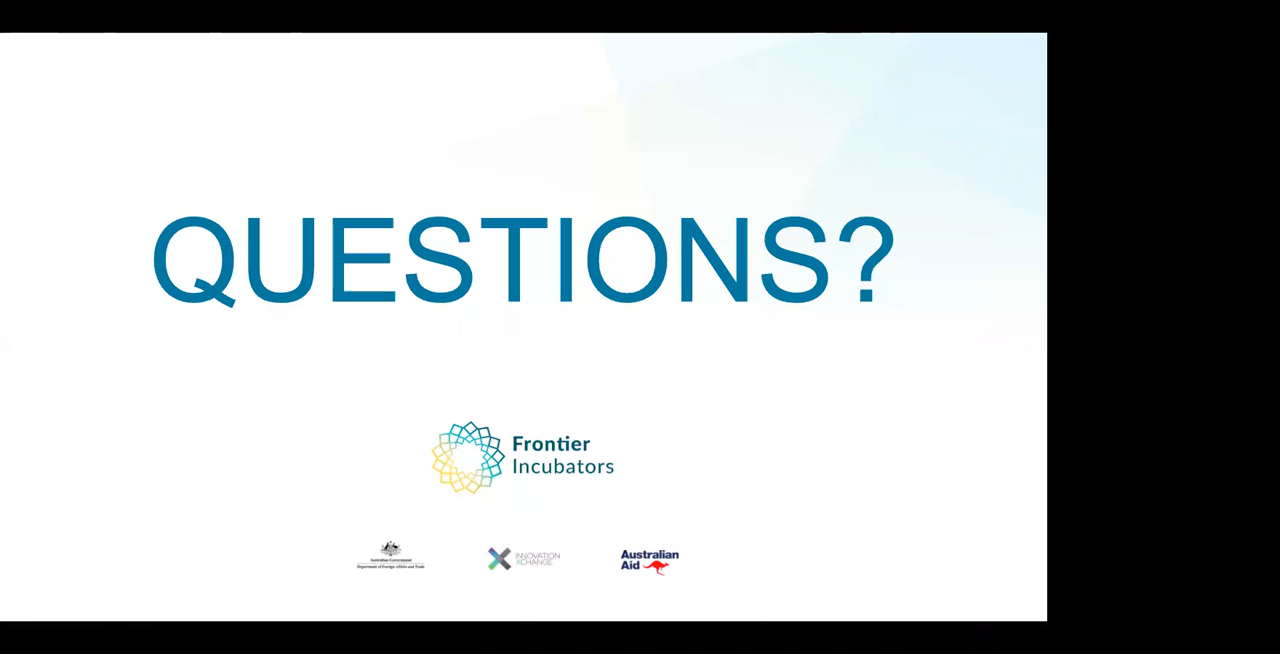 QUESTIONS?
Frontier
Incubators
Australian Government
Department of Foreign Affairs and Trade
INNOVATION
XCHANGE
Australian
Aid